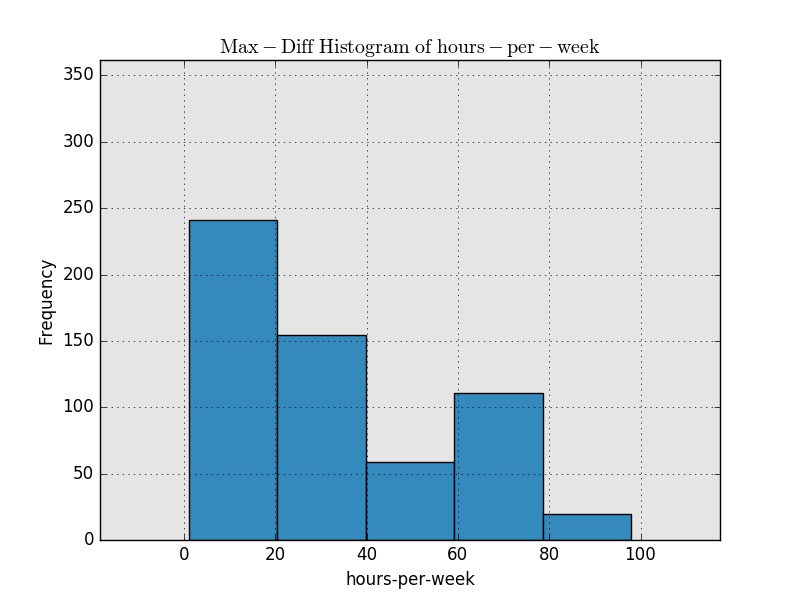 Max − Diff Histogram of hours − per − week
350
300
250
200
150
100
50
0
Frequency
0 20 40 60 80 100
hours-per-week